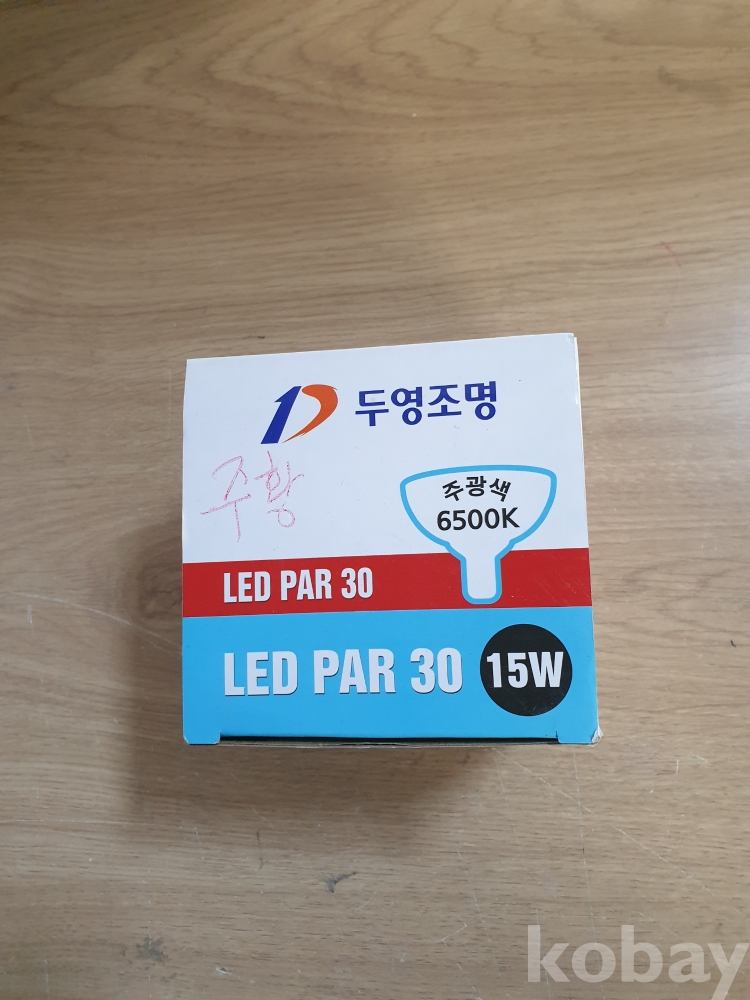 두영조명
주황
주광색
6500K
LED PAR 30
LED PAR 30 15W
kobay